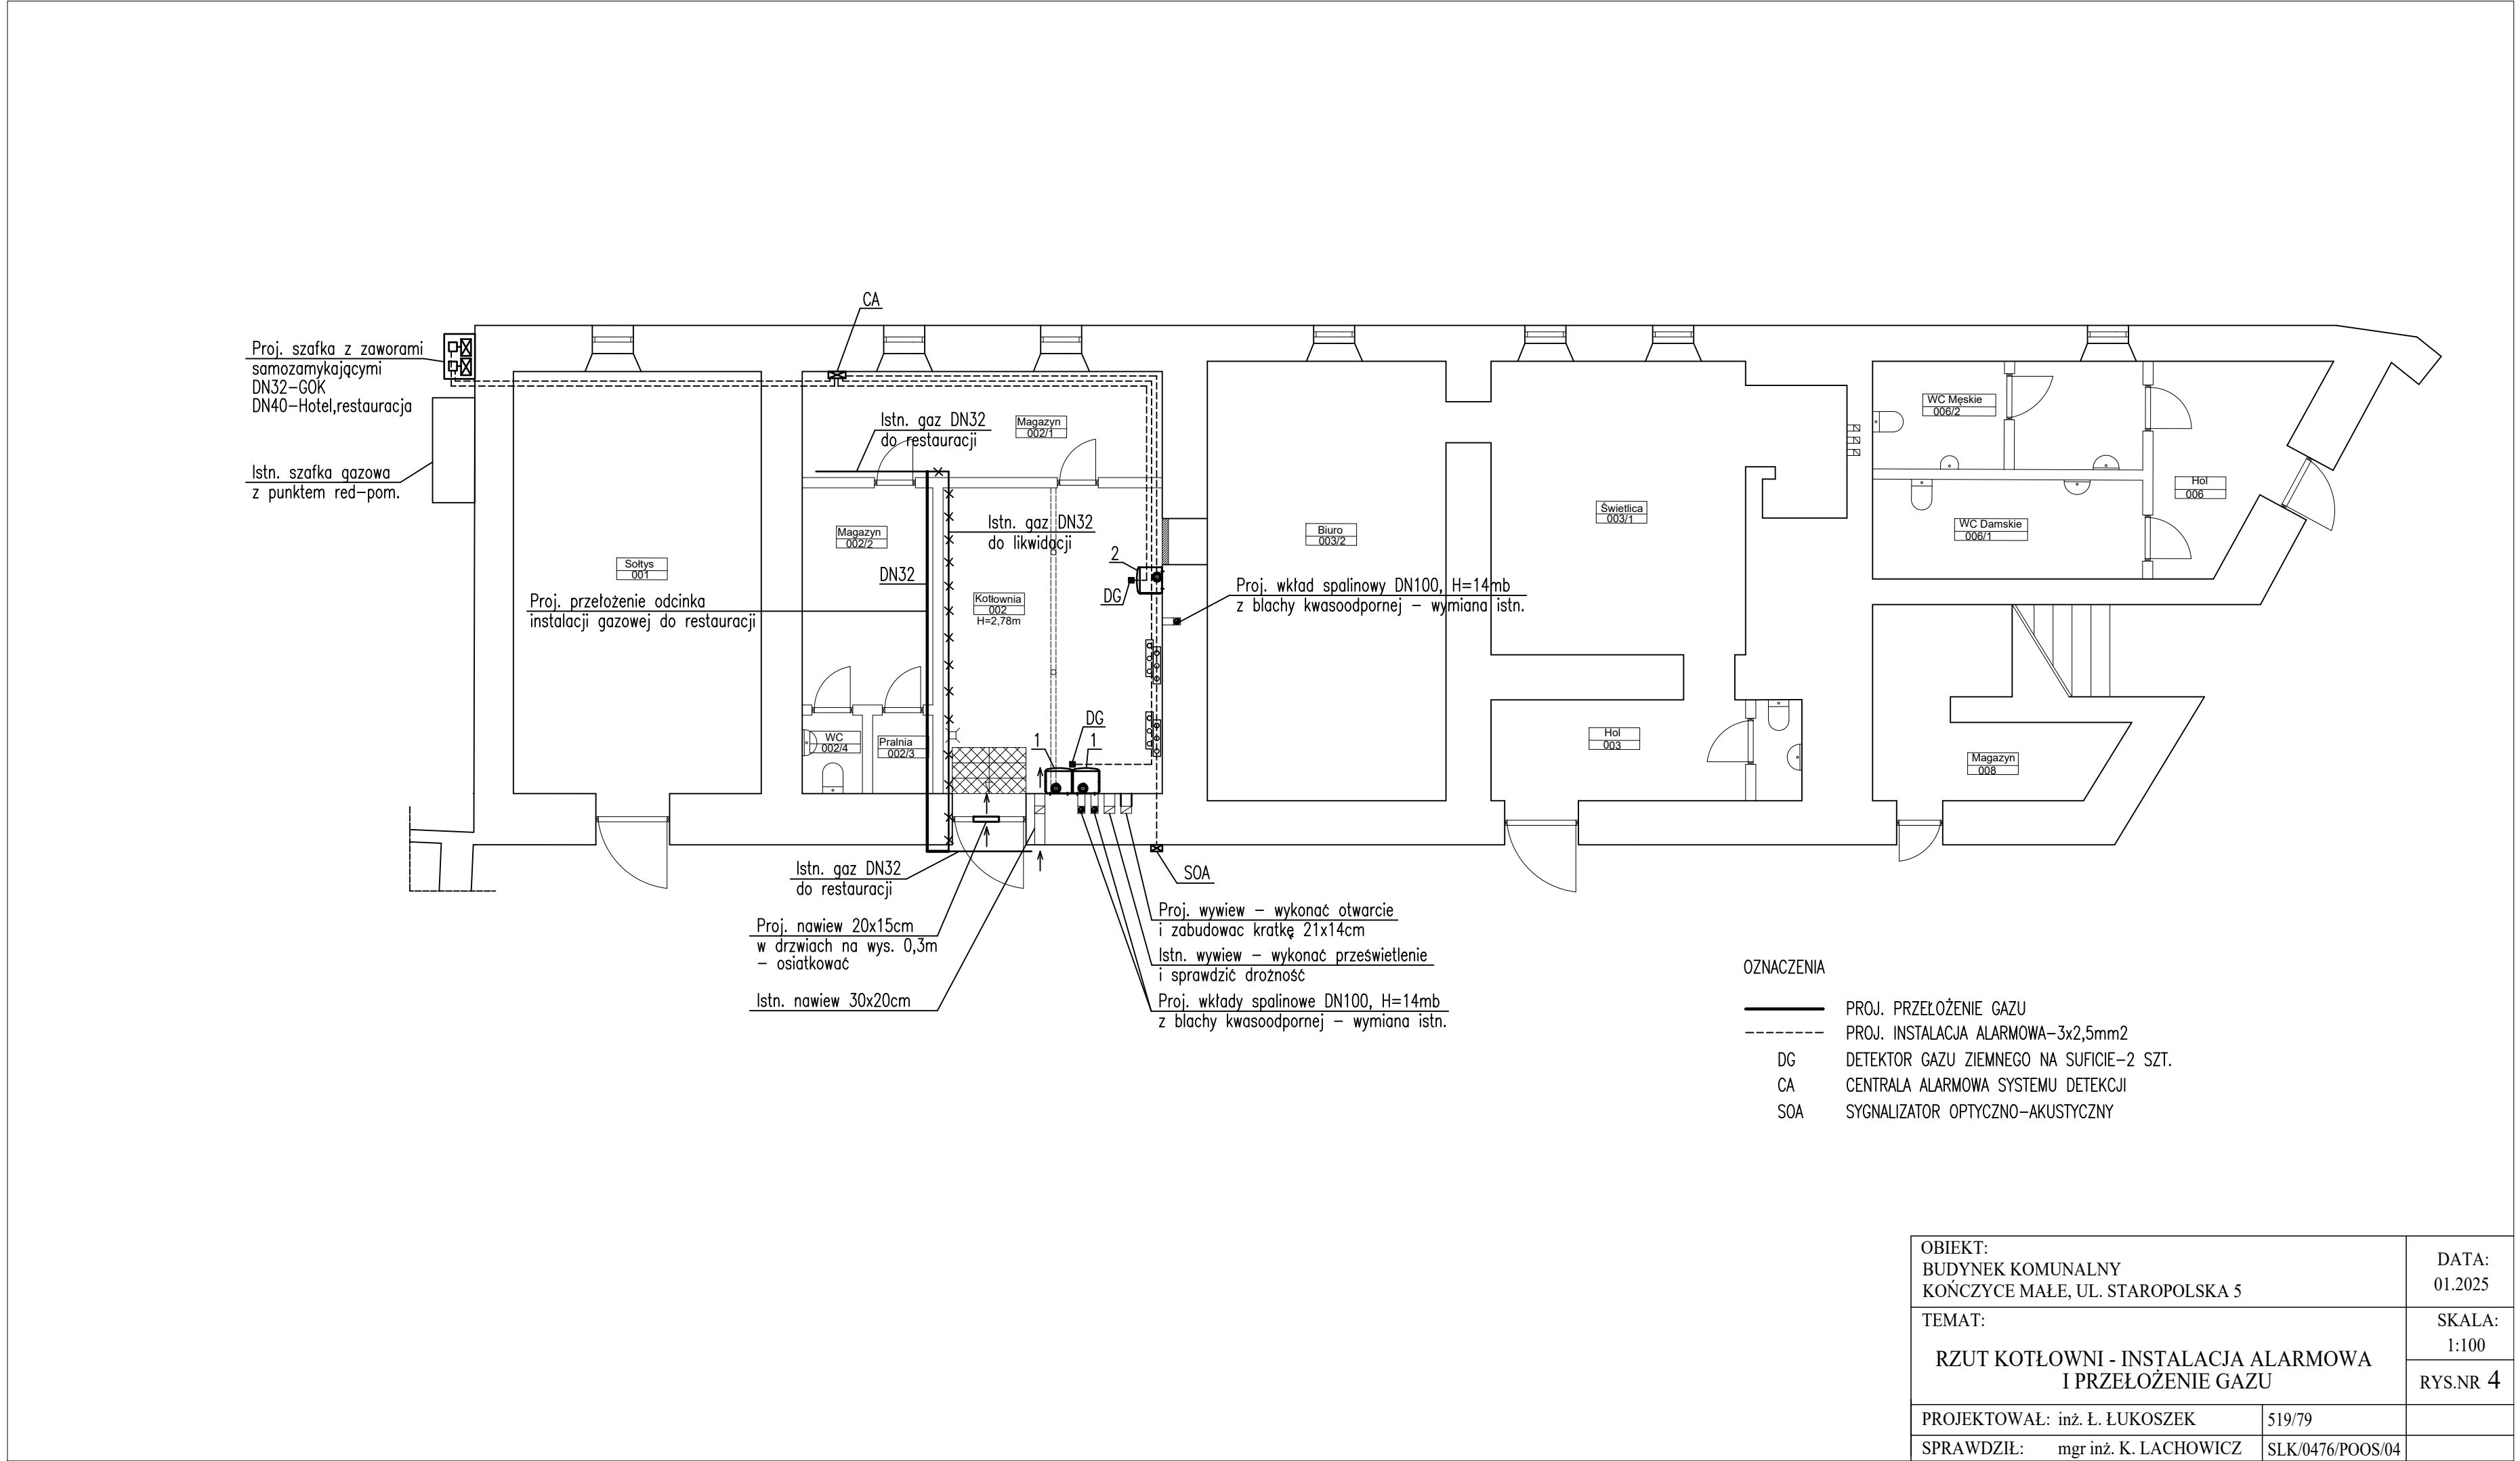 CA
Proj. szafka z zaworami
samozamykającymi
DN32-GOK
DN40-Hotel,restauracja
Istn. szafka gazowa
z punktem red-pom.
Istn. gaz DN32
do restauracji
Magazyn
002/1
Istn. gaz DN32
do likwidacji
Magazyn
002/2
DN32
Sołtys
001
Proj. przełożenie odcinka
instalacji gazowej do restauracji
Kotłownia
002
H=2,78m
2
DG
Proj. wkład spalinowy DN100, H=14mb
z blachy kwasoodpornej - wymiana istn.
Biuro
003/2
Świetlica
003/1
WC Męskie
006/2
WC Damskie
006/1
Hol
006
DG
1
1
WC
002/4
Pralnia
002/3
Hol
003
Magazyn
008
Istn. gaz DN32
do restauracji
SOA
Proj. nawiew 20x15cm
w drzwiach na wys. 0,3m
- osiatkować
Istn. nawiew 30x20cm
Proj. wywiew - wykonać otwarcie
i zabudowac kratkę 21x14cm
Istn. wywiew - wykonać prześwietlenie
i sprawdzić drożność
Proj. wkłady spalinowe DN100, H=14mb
z blachy kwasoodpornej - wymiana istn.
OZNACZENIA
PROJ. PRZEŁOŻENIE GAZU
PROJ. INSTALACJA ALARMOWA-3x2,5mm2
DG DETEKTOR GAZU ZIEMNEGO NA SUFICIE-2 SZT.
CA CENTRALA ALARMOWA SYSTEMU DETEKCJI
SOA SYGNALIZATOR OPTYCZNO-AKUSTYCZNY
OBIEKT:
BUDYNEK KOMUNALNY
KOŃCZYCE MAŁE, UL. STAROPOLSKA 5
DATA:
01.2025
TEMAT:
RZUT KOTŁOWNI - INSTALACJA ALARMOWA
I PRZEŁOŻENIE GAZU
SKALA:
1:100
RYS.NR 4
PROJEKTOWAŁ: inż. Ł. ŁUKOSZEK 519/79
SPRAWDZIŁ: mgr inż. K. LACHOWICZ SLK/0476/POOS/04